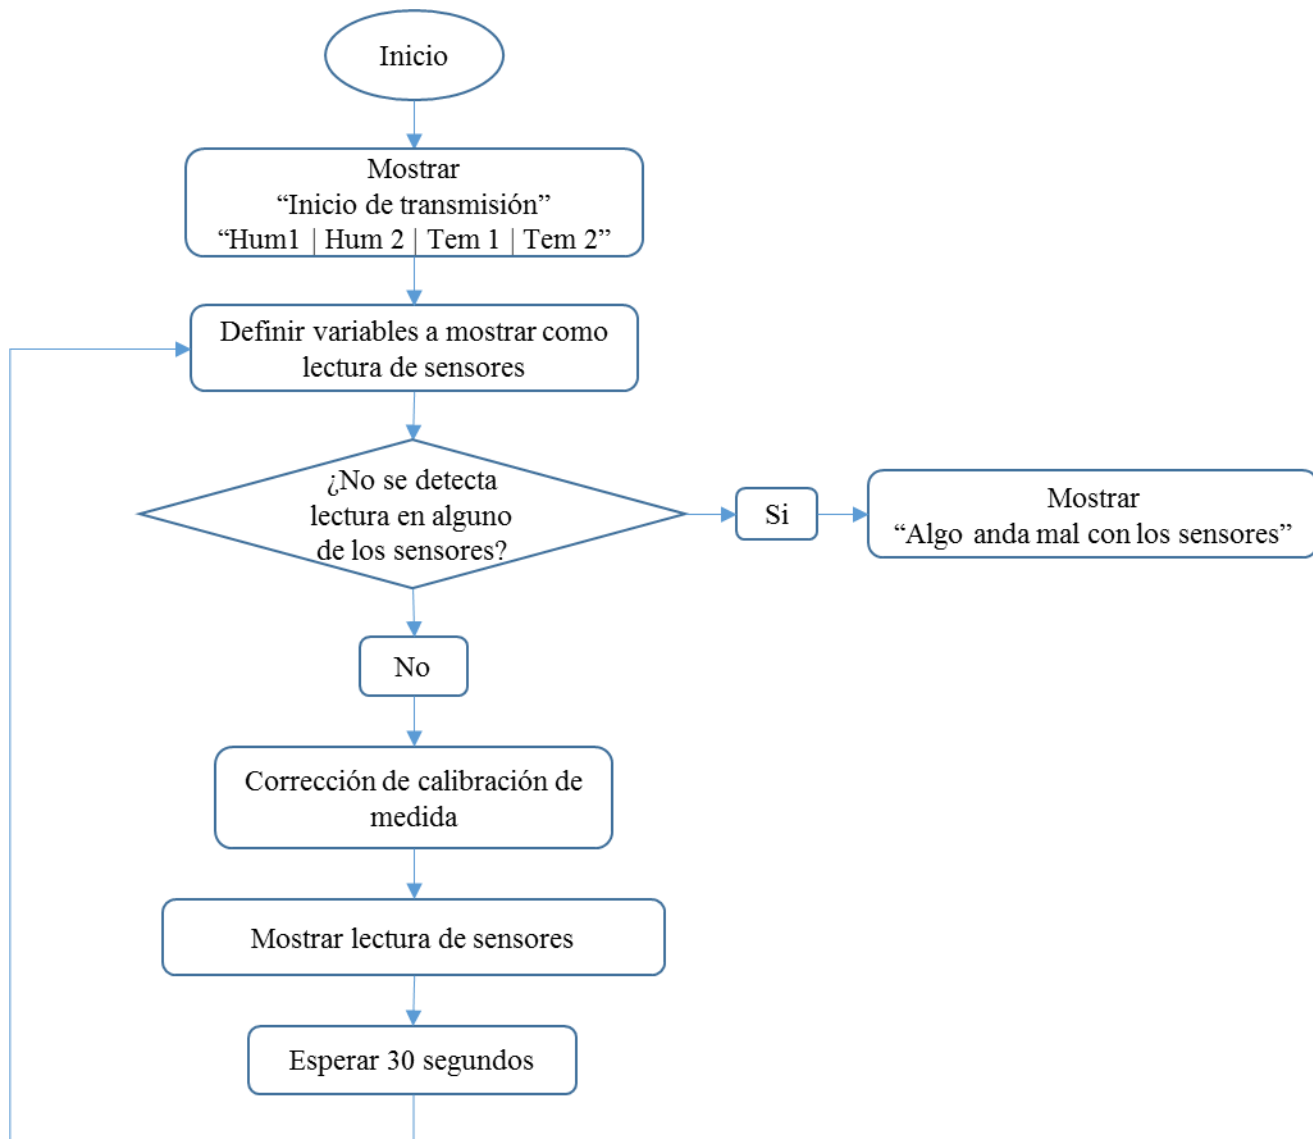 Inicio
Mostrar
“Inicio de transmisión”
“Hum1 | Hum 2 | Tem 1 | Tem 2”
Definir variables a mostrar como
lectura de sensores
¿No se detecta
lectura en alguno
de los sensores?
Si
Mostrar
“Algo anda mal con los sensores”
No
Corrección de calibración de
medida
Mostrar lectura de sensores
Esperar 30 segundos